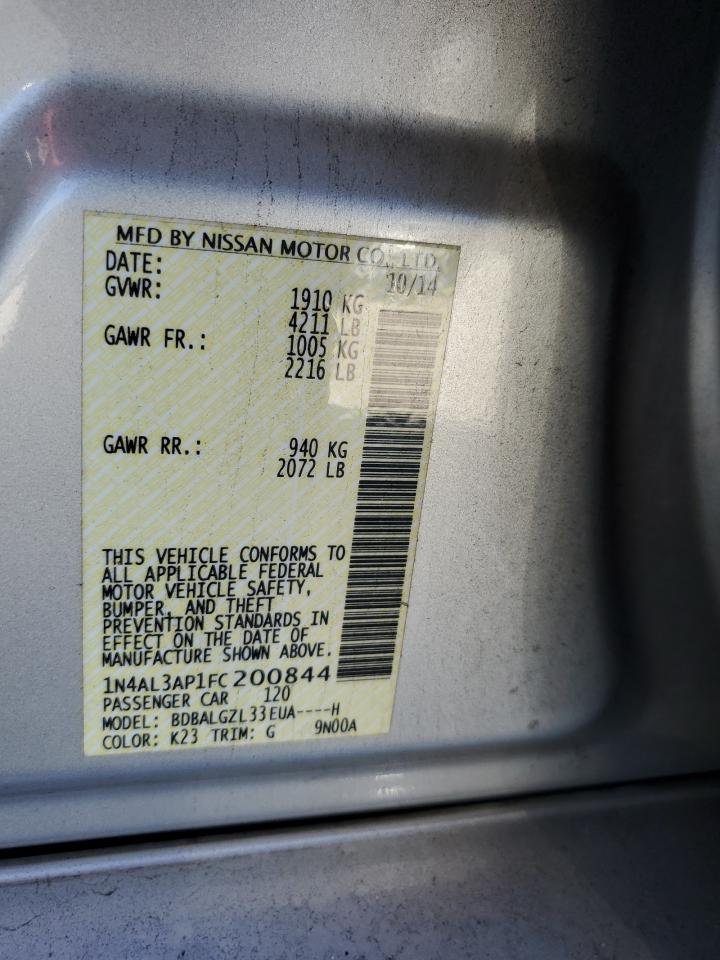 MFD BY NISSAN MOTOR CO., LTD.
DATE: 10/14
GVWR: 1910 KG
4211 LB
GAWR FR.: 1005 KG
2216 LB
GAWR RR.: 940 KG
2072 LB
THIS VEHICLE CONFORMS TO
ALL APPLICABLE FEDERAL
MOTOR VEHICLE SAFETY,
BUMPER, AND THEFT
PREVENTION STANDARDS IN
EFFECT ON THE DATE OF
MANUFACTURE SHOWN ABOVE.
1N4AL3AP1FC200844
PASSENGER CAR 120
MODEL: BDBALGZL33EUA----H
COLOR: K23 TRIM: G 9N00A